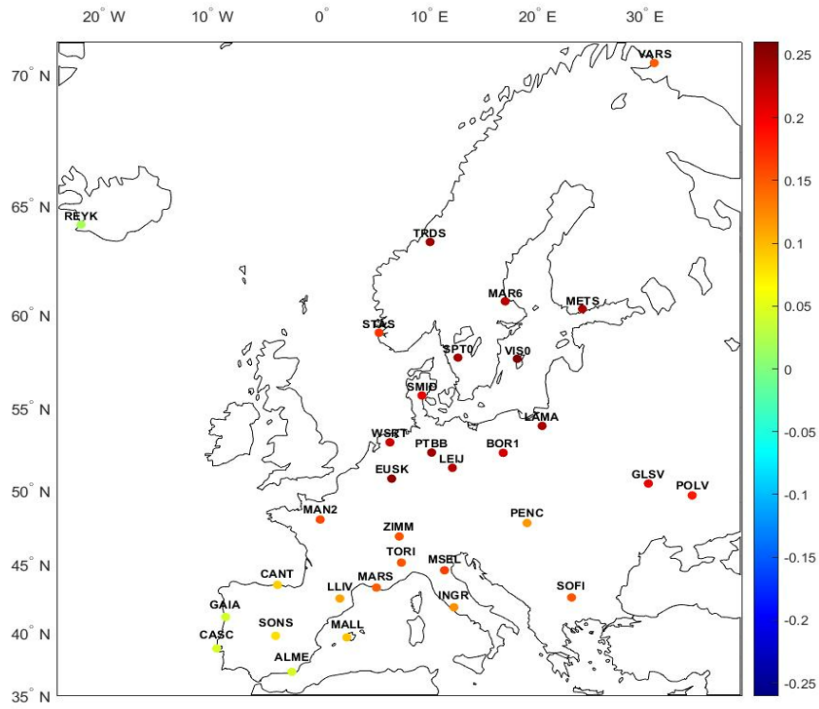 20° W 10° W 0° 10° E 20° E 30° E
70° N
65° N
60° N
55° N
50° N
45° N
40° N
35° N
VARS
REYK
TRDS
MAR6
METS
STAS
SPT0
VIS0
SMID
LAMA
WSRT
PTBB
BOR1
LEIJ
EUSK
GLSV
POLV
MAN2
PENC
ZIMM
TORI
MSEL
CANT
MARS
LLIV
SOFI
INGR
GAIA
SONS
MALL
CASC
ALME
0.25
0.2
0.15
0.1
0.05
0
-0.05
-0.1
-0.15
-0.2
-0.25